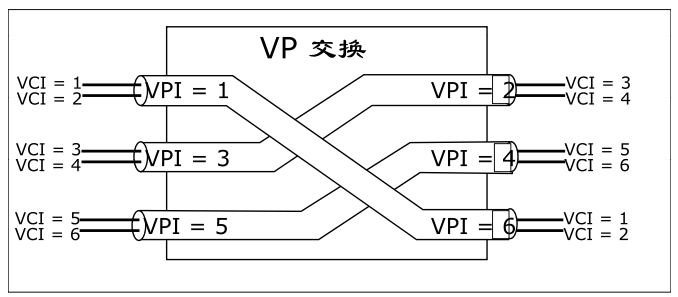 VP 交换
VCI = 1
VCI = 2
VPI = 1
VPI = 2
VCI = 3
VCI = 4
VCI = 3
VCI = 4
VPI = 3
VPI = 4
VCI = 5
VCI = 6
VCI = 5
VCI = 6
VPI = 5
VPI = 6
VCI = 1
VCI = 2